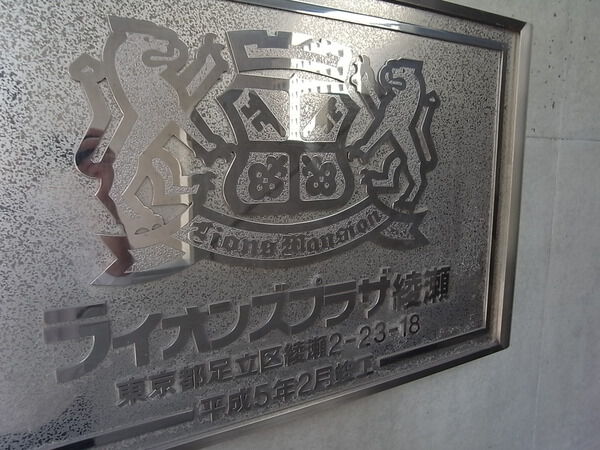 Lions Mansion
ライオンズプラザ綾瀬
東京都足立区綾瀬2-23-18
平成5年2月竣工